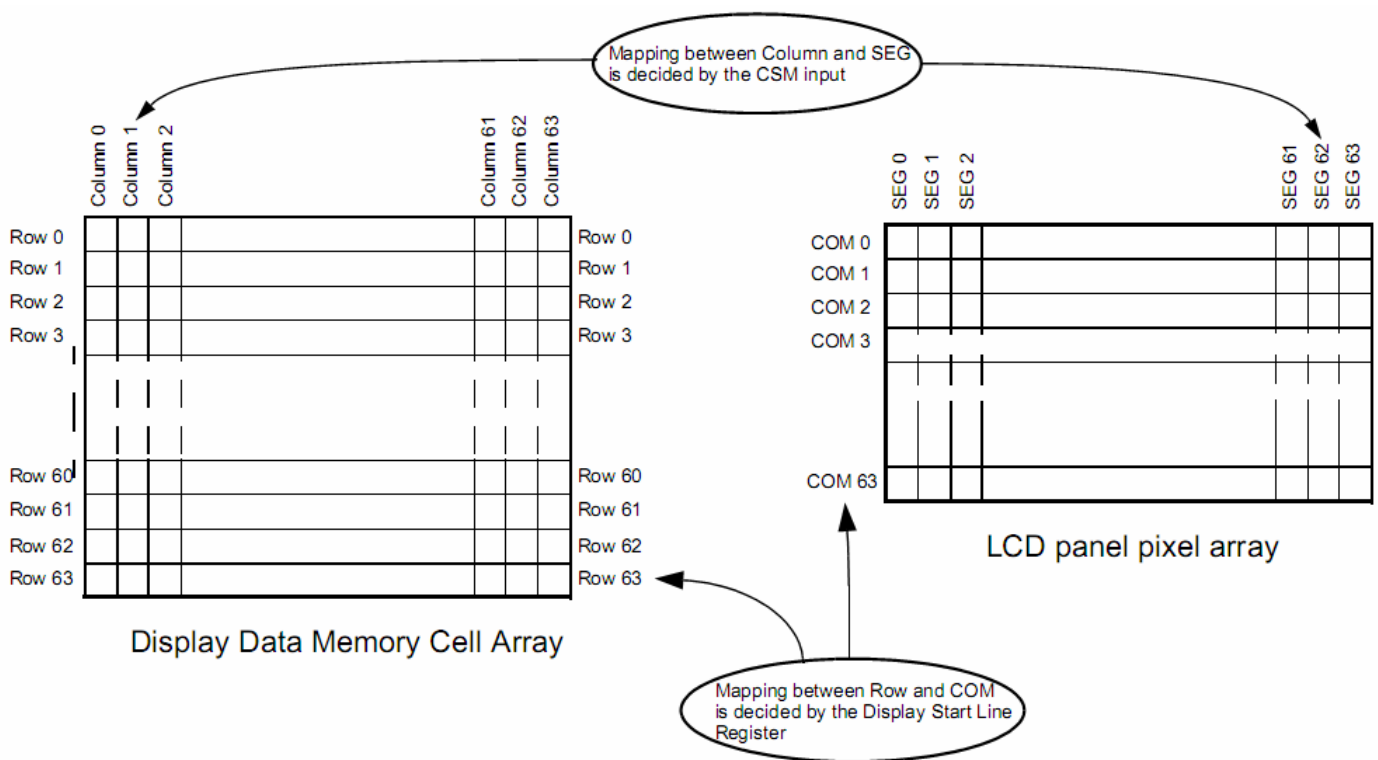 Mapping between Column and SEG
is decided by the CSM input
Column 0
Column 1
Column 2
Column 61
Column 62
Column 63
SEG 0
SEG 1
SEG 2
SEG 61
SEG 62
SEG 63
Row 0
Row 1
Row 2
Row 3
Row 60
Row 61
Row 62
Row 63
Row 0
Row 1
Row 2
Row 3
Row 60
Row 61
Row 62
Row 63
COM 0
COM 1
COM 2
COM 3
COM 63
Display Data Memory Cell Array
LCD panel pixel array
Mapping between Row and COM
is decided by the Display Start Line
Register